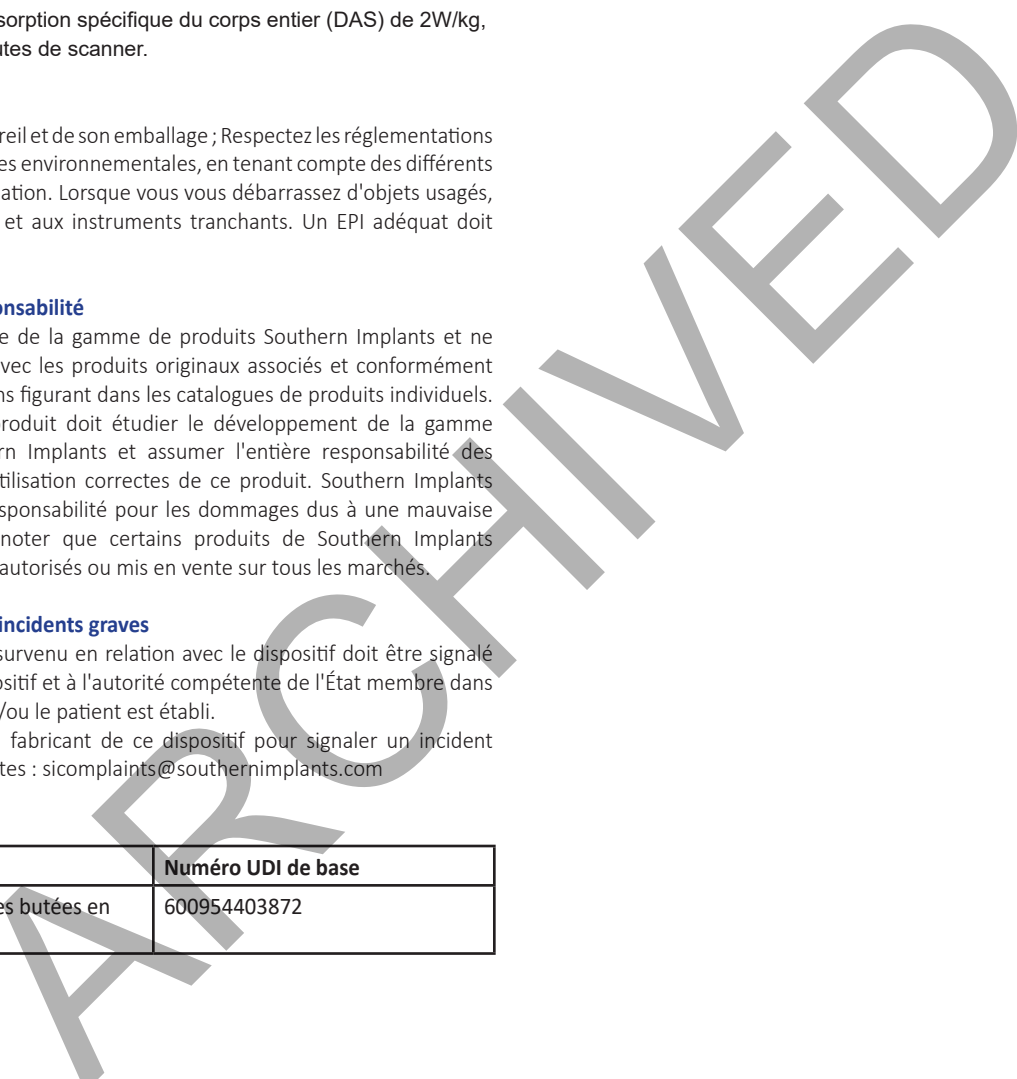 sorption spécifique du corps entier (DAS) de 2W/kg,
utes de scanner.
reil et de son emballage ; Respectez les réglementations
es environnementales, en tenant compte des différents
ation. Lorsque vous vous débarrassez d'objets usagés,
et aux instruments tranchants. Un EPI adéquat doit
onsabilité
e de la gamme de produits Southern Implants et ne
vec les produits originaux associés et conformément
ns figurant dans les catalogues de produits individuels.
roduit doit étudier le développement de la gamme
rn Implants et assumer l'entière responsabilité des
tilisation correctes de ce produit. Southern Implants
sponsabilité pour les dommages dus à une mauvaise
noter que certains produits de Southern Implants
autorisés ou mis en vente sur tous les marchés.
incidents graves
survenu en relation avec le dispositif doit être signalé
ositif et à l'autorité compétente de l'État membre dans
/ou le patient est établi.
fabricant de ce dispositif pour signaler un incident
tes : sicomplaints@southernimplants.com
Numéro UDI de base
es butées en 600954403872
ARCHIVED